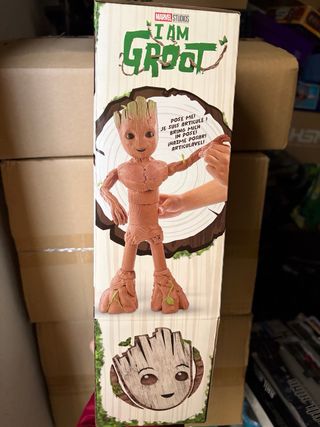 MARVEL STUDIOS
I AM
GROOT
POSE ME!
JE SUIS ARTICULÉ !
BRING MICH
IN POSE!
¡HAZME POSAR!
ARTICULÁVEL!